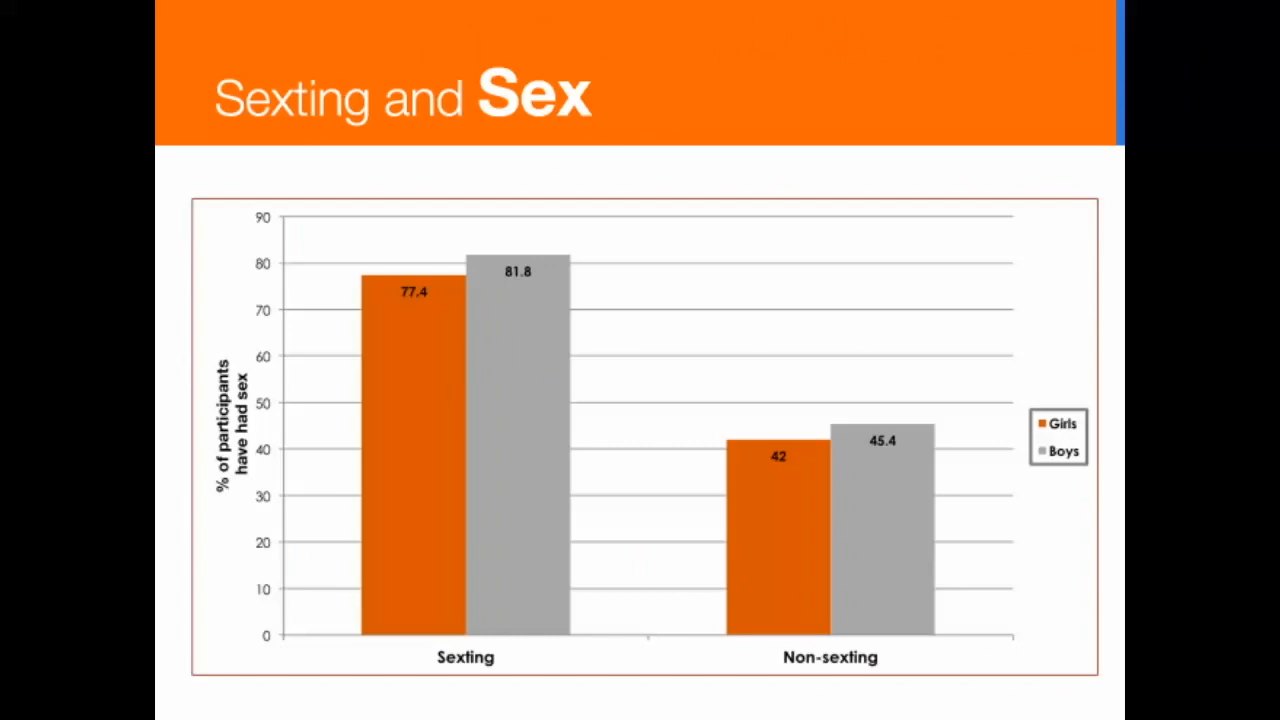 Sexting and Sex
90
80
70
60
50
40
30
20
10
0
% of participants
have had sex
77.4
81.8
42
45.4
Sexting
Non-sexting
Girls
Boys